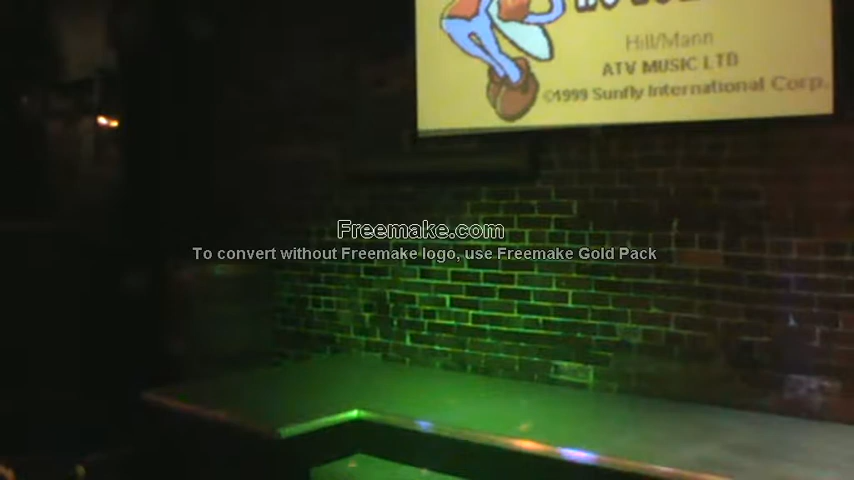 Hill/Mann
ATV MUSIC LTD
©1999 Sunfly International Corp.
Freemake.com
To convert without Freemake logo, use Freemake Gold Pack